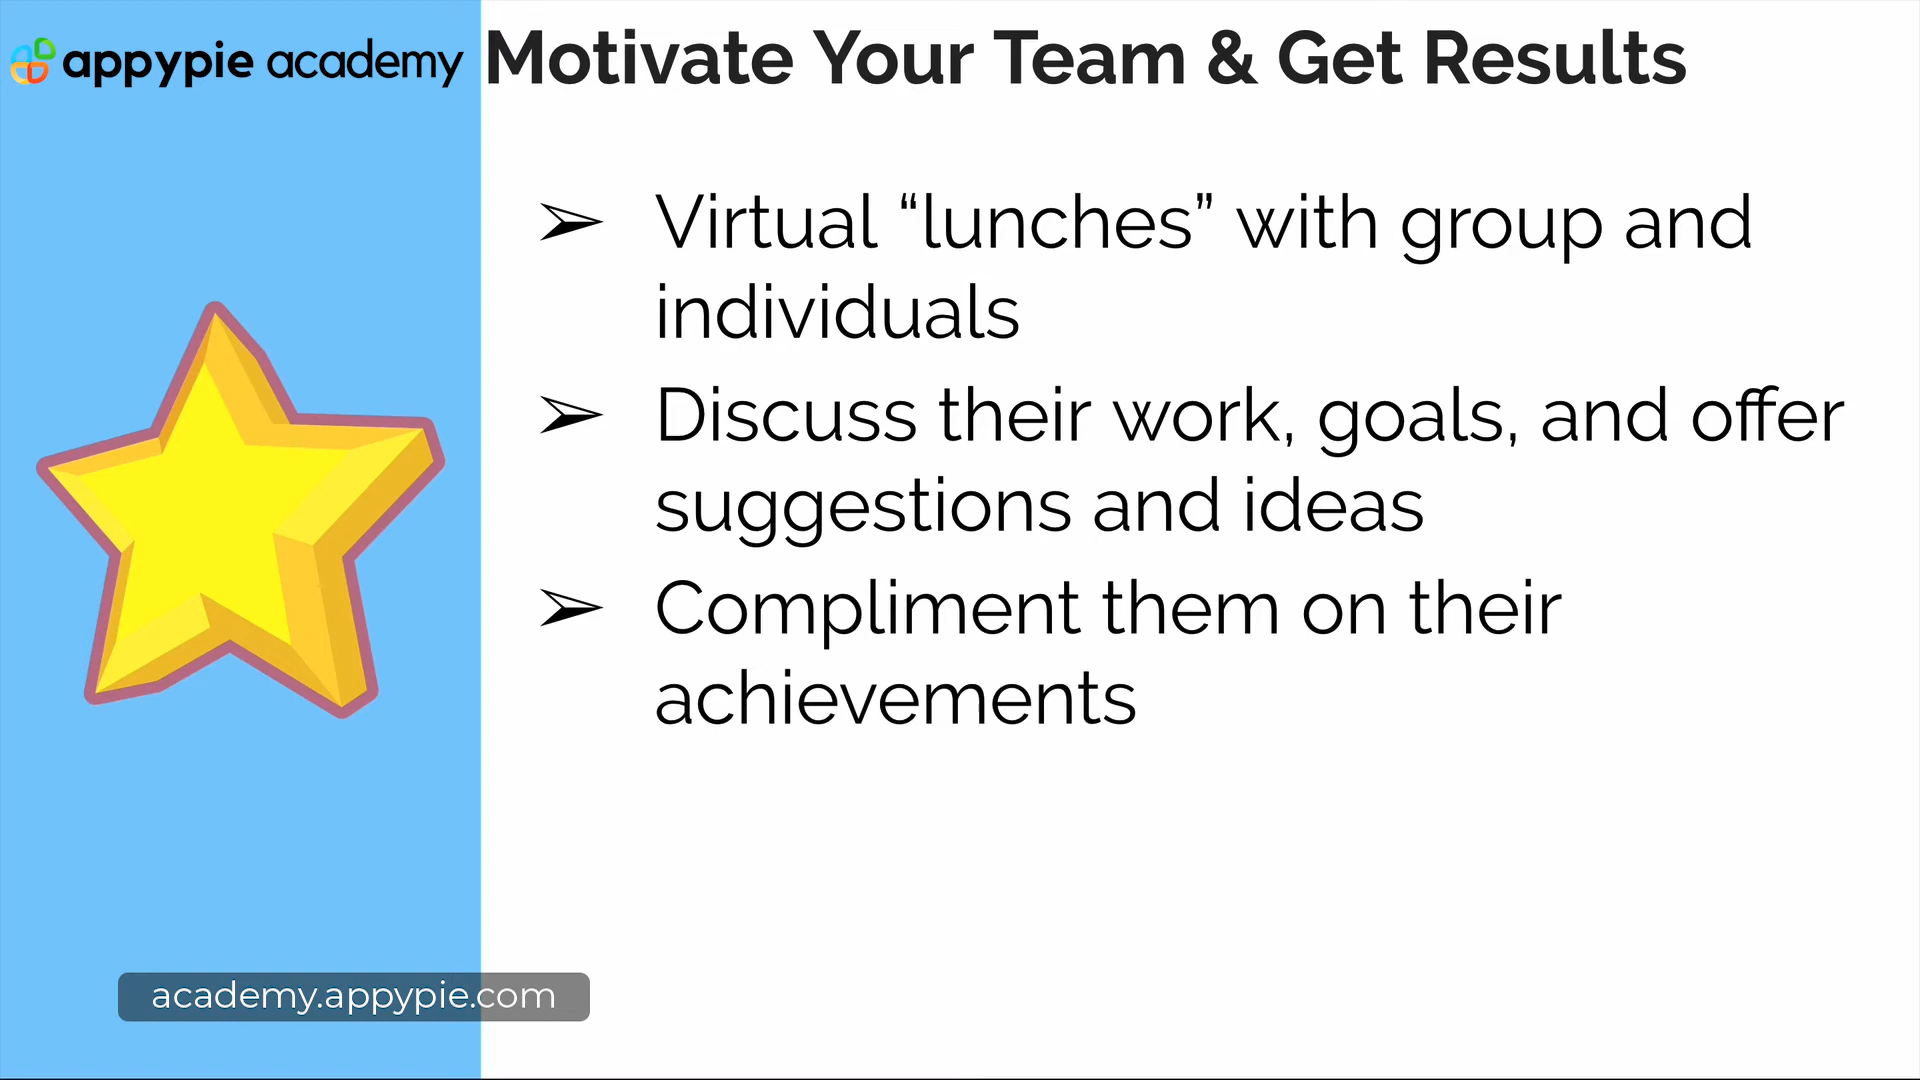 appypie academy
Motivate Your Team & Get Results
➢ Virtual “lunches” with group and
individuals
➢ Discuss their work, goals, and offer
suggestions and ideas
➢ Compliment them on their
achievements
academy.appypie.com